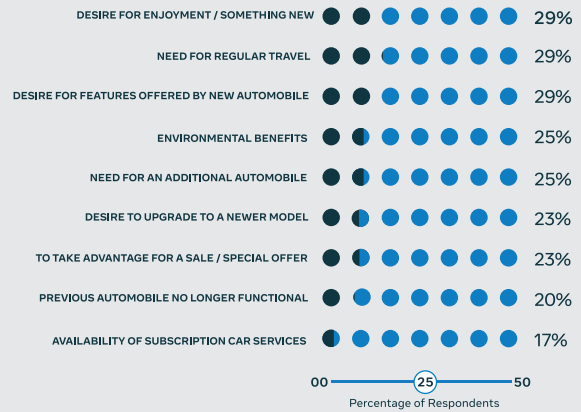 DESIRE FOR ENJOYMENT / SOMETHING NEW 29%
NEED FOR REGULAR TRAVEL 29%
DESIRE FOR FEATURES OFFERED BY NEW AUTOMOBILE 29%
ENVIRONMENTAL BENEFITS 25%
NEED FOR AN ADDITIONAL AUTOMOBILE 25%
DESIRE TO UPGRADE TO A NEWER MODEL 23%
TO TAKE ADVANTAGE FOR A SALE / SPECIAL OFFER 23%
PREVIOUS AUTOMOBILE NO LONGER FUNCTIONAL 20%
AVAILABILITY OF SUBSCRIPTION CAR SERVICES 17%
00 25 50
Percentage of Respondents